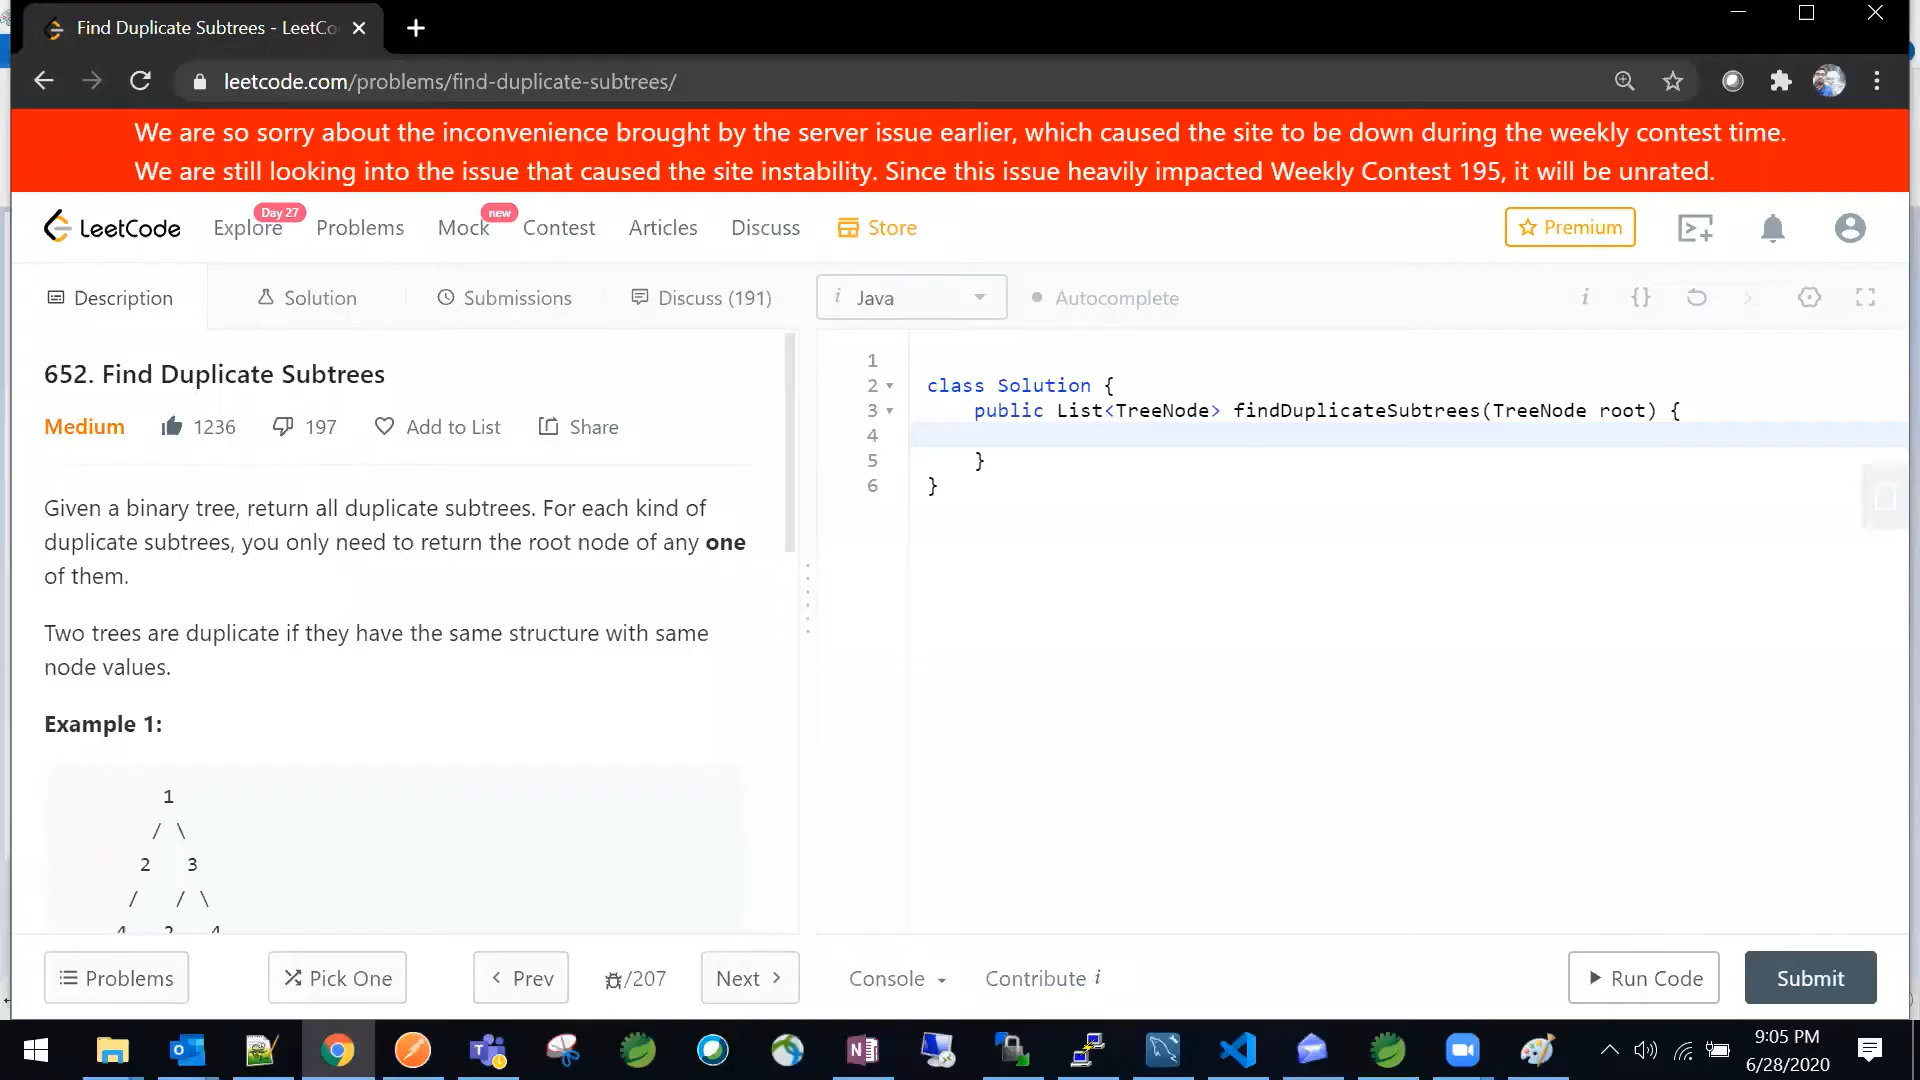 Find Duplicate Subtrees - LeetCo
leetcode.com/problems/find-duplicate-subtrees/
We are so sorry about the inconvenience brought by the server issue earlier, which caused the site to be down during the weekly contest time.
We are still looking into the issue that caused the site instability. Since this issue heavily impacted Weekly Contest 195, it will be unrated.
LeetCode Explore Day 27 Problems Mock new Contest Articles Discuss Store Premium
Description Solution Submissions Discuss (191) i Java Autocomplete i {}
652. Find Duplicate Subtrees
Medium 1236 197 Add to List Share
Given a binary tree, return all duplicate subtrees. For each kind of
duplicate subtrees, you only need to return the root node of any one
of them.
Two trees are duplicate if they have the same structure with same
node values.
Example 1:
1
/ \
2 3
/ / \
4 2 4
1
2 class Solution {
3 public List<TreeNode> findDuplicateSubtrees(TreeNode root) {
4
5 }
6 }
Problems Pick One < Prev /207 Next > Console Contribute i Run Code Submit
9:05 PM
6/28/2020